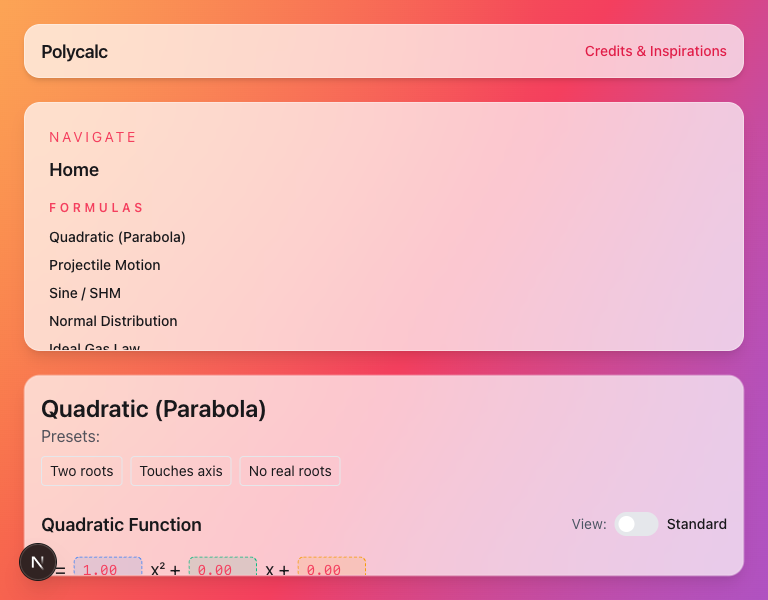 Polycalc
Credits & Inspirations
NAVIGATE
Home
FORMULAS
Quadratic (Parabola)
Projectile Motion
Sine / SHM
Normal Distribution
Ideal Gas Law
Quadratic (Parabola)
Presets:
Two roots Touches axis No real roots
Quadratic Function
View: Standard
N
= 1.00 x² + 0.00 x + 0.00